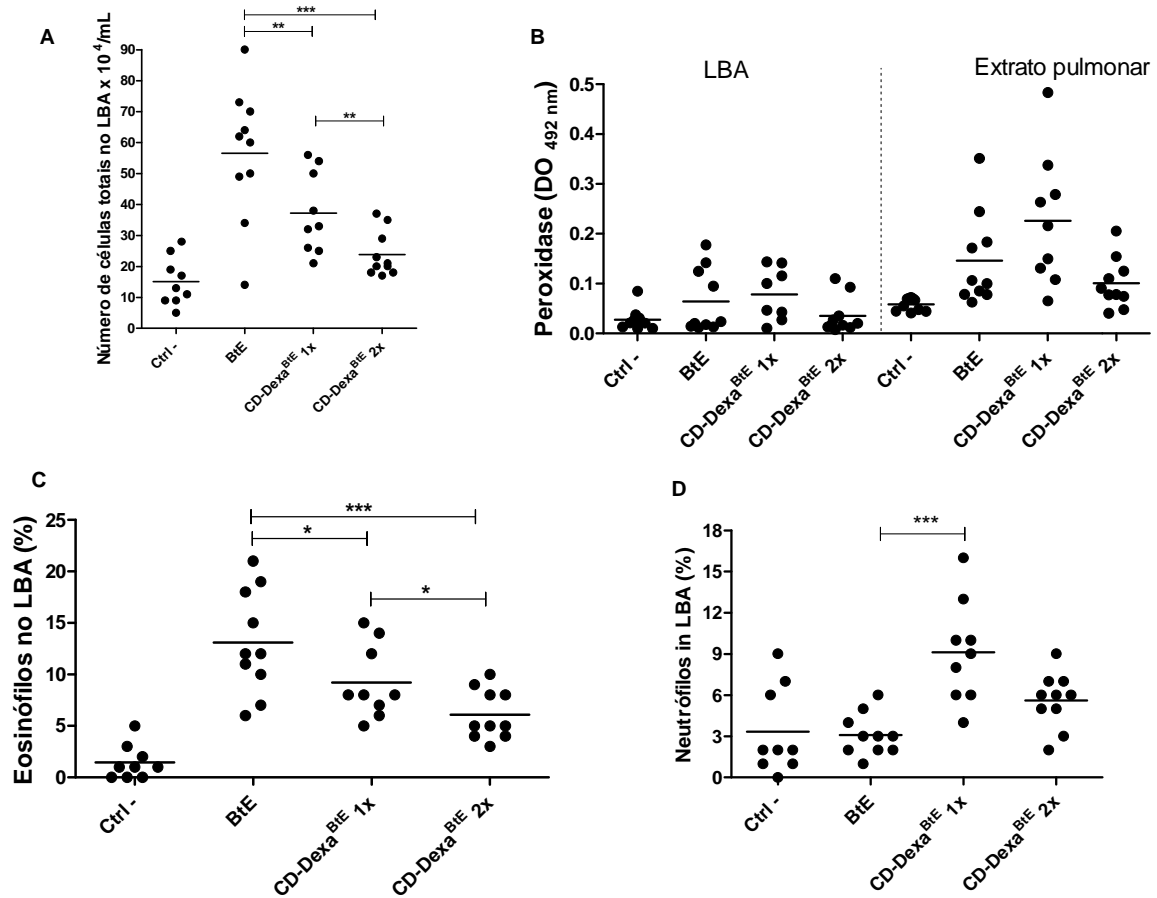 A
***
**
**
Número de células totais no LBA x 10 4/mL
90
80
70
60
50
40
30
20
10
0
Ctrl -
BtE
CD-Dexa BtE 1x
CD-Dexa BtE 2x
B
LBA
Extrato pulmonar
Peroxidase (DO 492 nm)
0.5
0.4
0.3
0.2
0.1
0.0
Ctrl -
BtE
CD-Dexa BtE 1x
CD-Dexa BtE 2x
Ctrl -
BtE
CD-Dexa BtE 1x
CD-Dexa BtE 2x
C
***
*
*
Eosinófilos no LBA (%)
25
20
15
10
5
0
Ctrl -
BtE
CD-Dexa BtE 1x
CD-Dexa BtE 2x
D
***
Neutrófilos in LBA (%)
18
15
12
9
6
3
0
Ctrl -
BtE
CD-Dexa BtE 1x
CD-Dexa BtE 2x